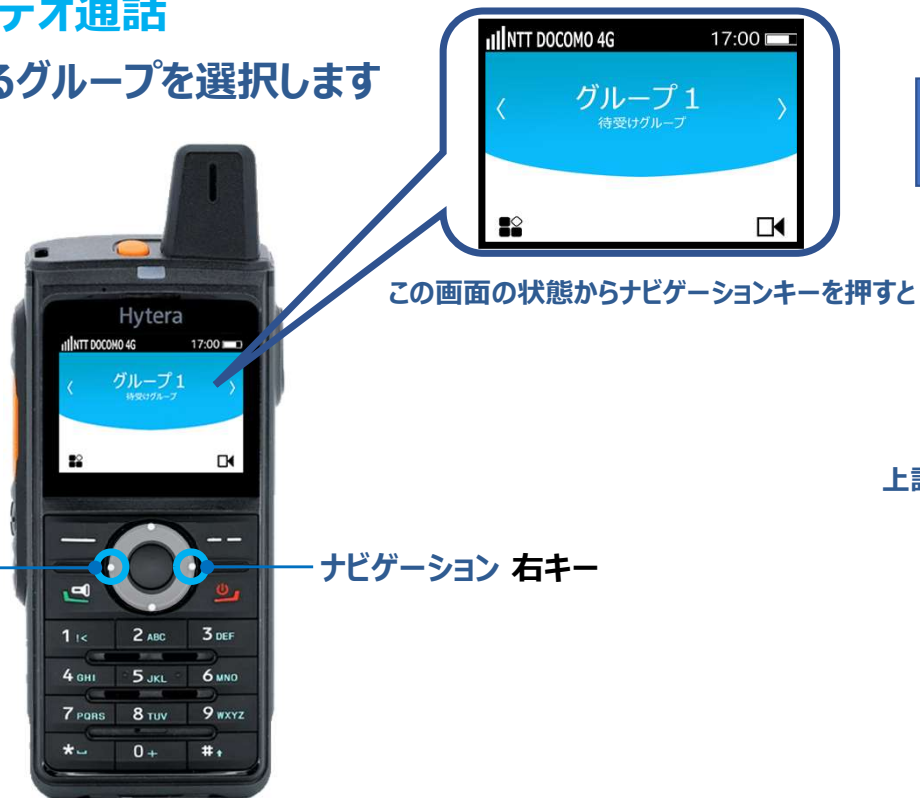 デオ通話
るグループを選択します
NTT DOCOMO 4G 17:00
グループ１
待受けグループ
この画面の状態からナビゲーションキーを押すと
Hytera
NTT DOCOMO 4G 17:00
グループ１
待受けグループ
上
ナビゲーション 右キー
1 2 ABC 3 DEF
4 GHI 5 JKL 6 MNO
7 PQRS 8 TUV 9 WXYZ
* 0 + #